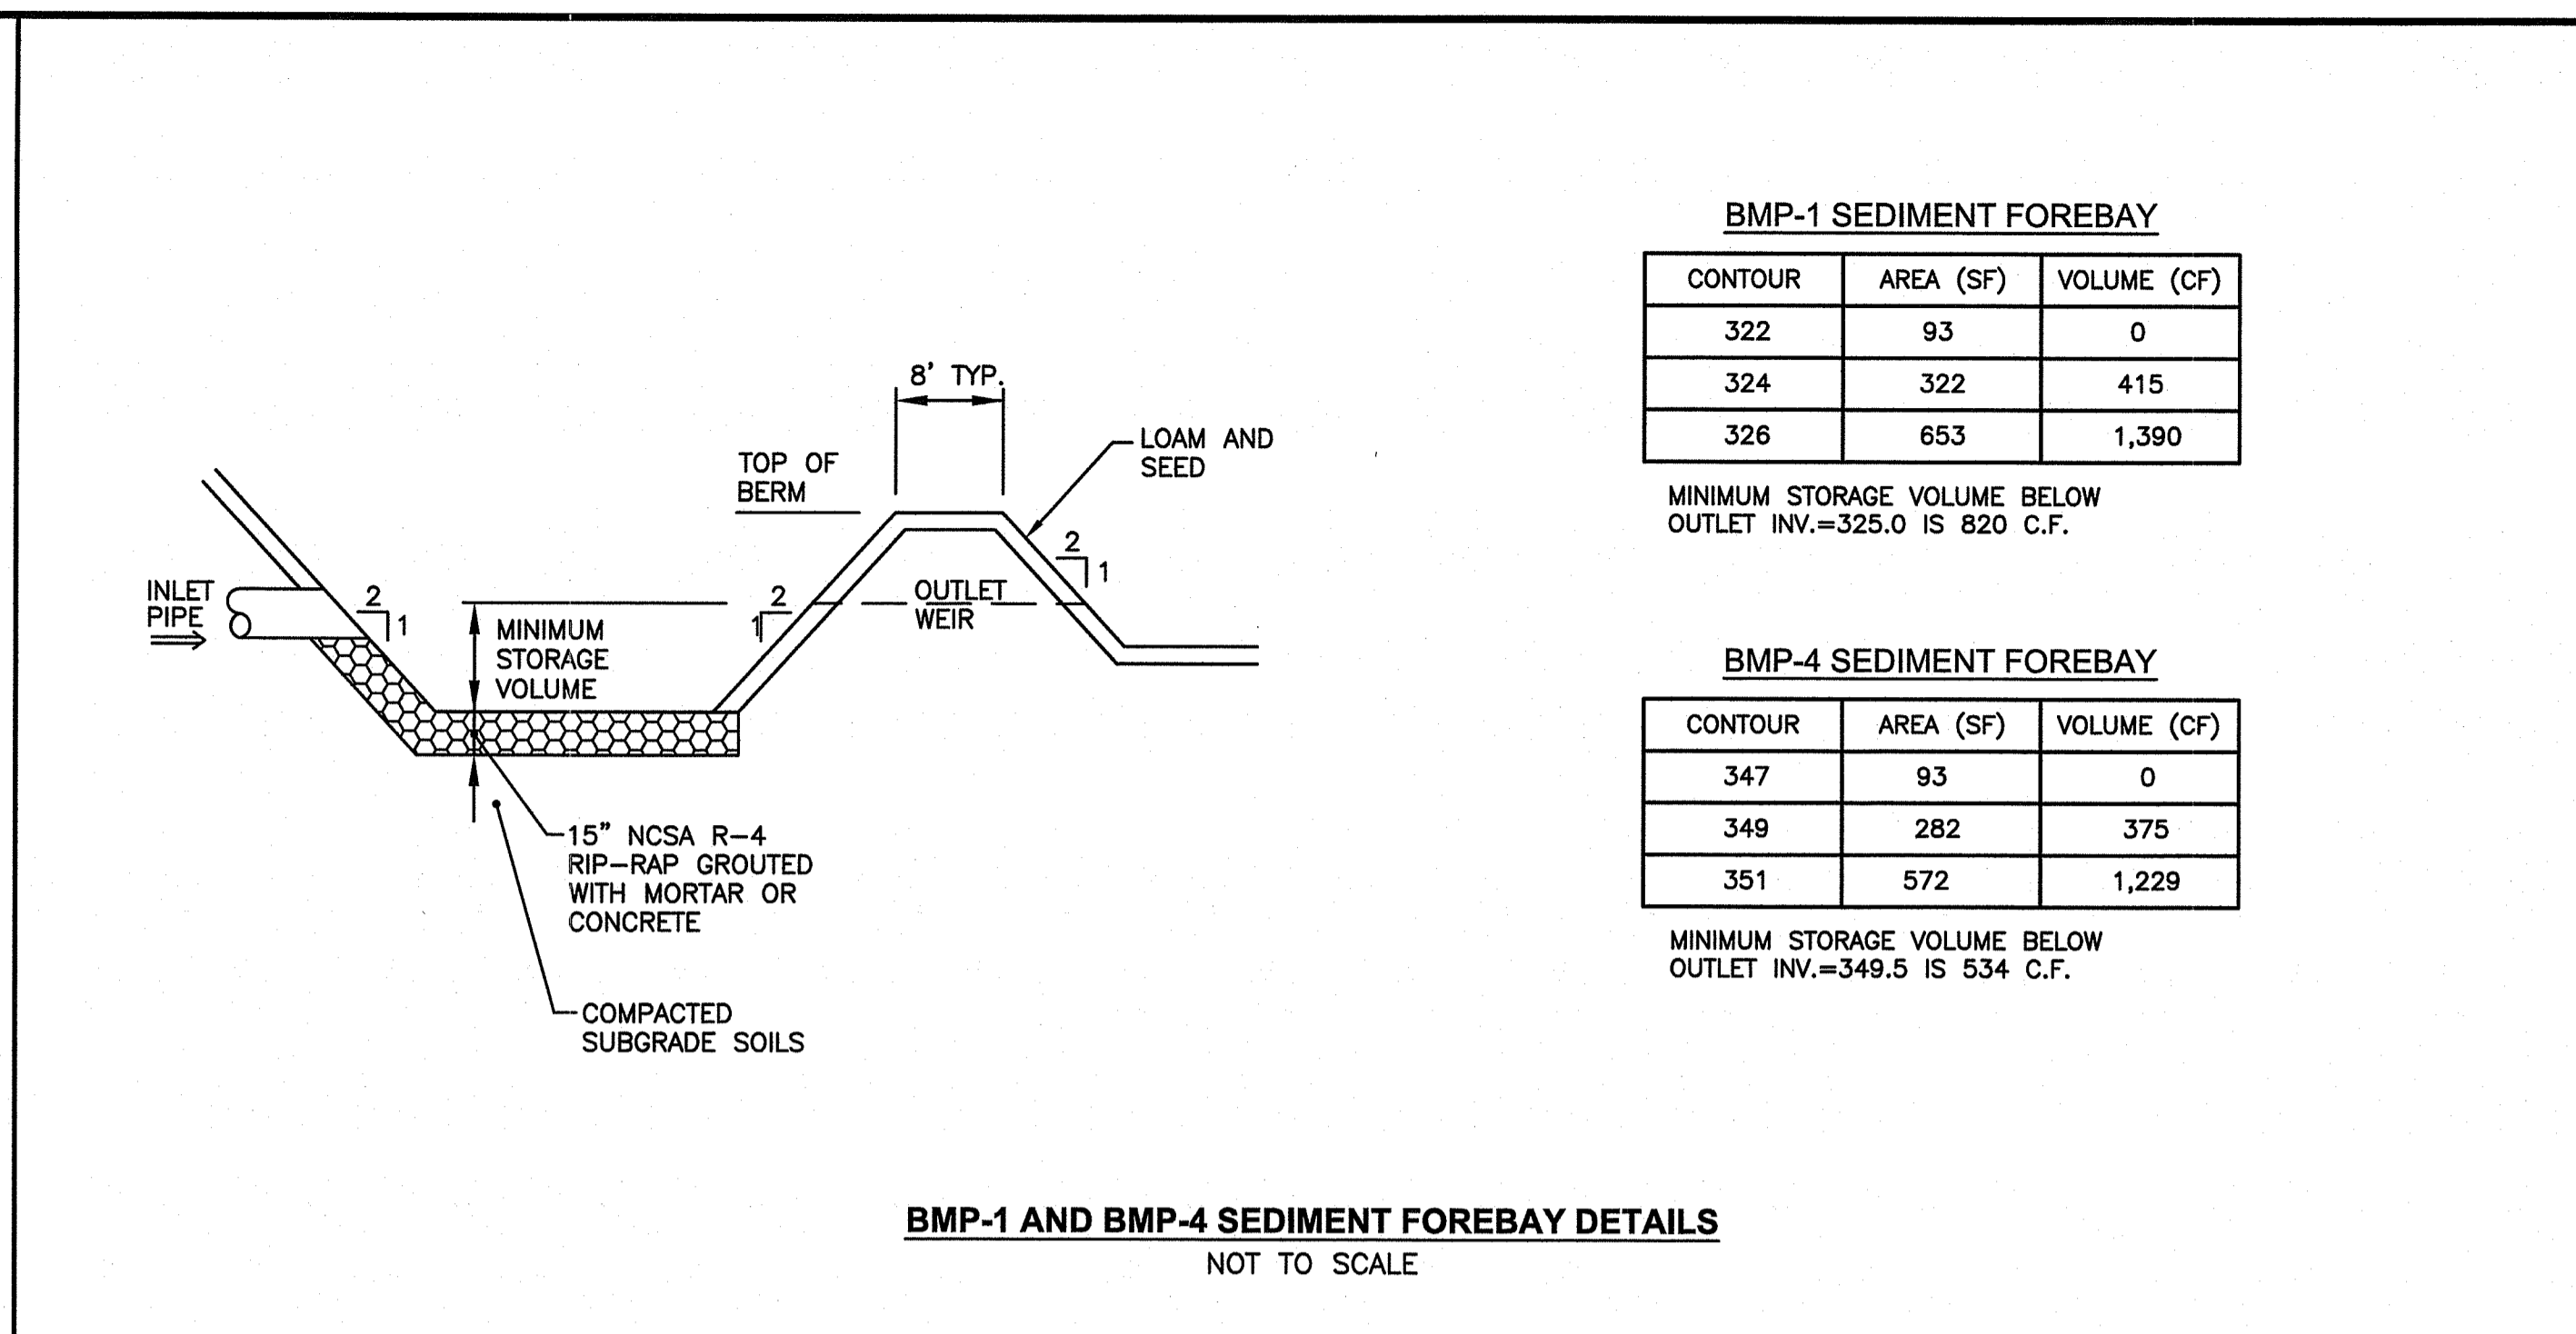 8' TYP.
TOP OF
BERM
LOAM AND
SEED
INLET
PIPE
2
1
MINIMUM
STORAGE
VOLUME
2
1
OUTLET
WEIR
2
1
15" NCSA R-4
RIP-RAP GROUTED
WITH MORTAR OR
CONCRETE
COMPACTED
SUBGRADE SOILS
BMP-1 SEDIMENT FOREBAY
CONTOUR AREA (SF) VOLUME (CF)
322 93 0
324 322 415
326 653 1,390
MINIMUM STORAGE VOLUME BELOW
OUTLET INV.=325.0 IS 820 C.F.
BMP-4 SEDIMENT FOREBAY
CONTOUR AREA (SF) VOLUME (CF)
347 93 0
349 282 375
351 572 1,229
MINIMUM STORAGE VOLUME BELOW
OUTLET INV.=349.5 IS 534 C.F.
BMP-1 AND BMP-4 SEDIMENT FOREBAY DETAILS
NOT TO SCALE